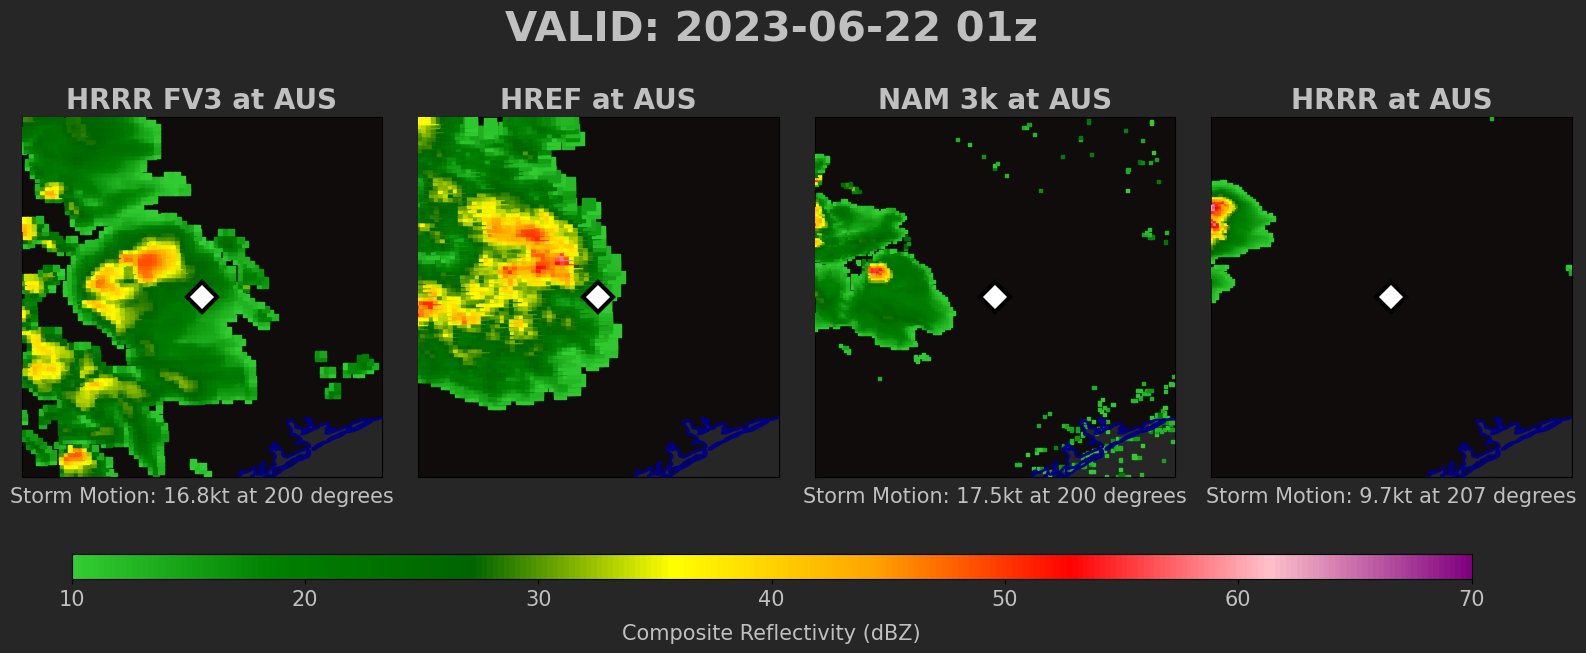 VALID: 2023-06-22 01z
HRRR FV3 at AUS
HREF at AUS
NAM 3k at AUS
HRRR at AUS
Storm Motion: 16.8kt at 200 degrees
Storm Motion: 17.5kt at 200 degrees
Storm Motion: 9.7kt at 207 degrees
10 20 30 40 50 60 70
Composite Reflectivity (dBZ)